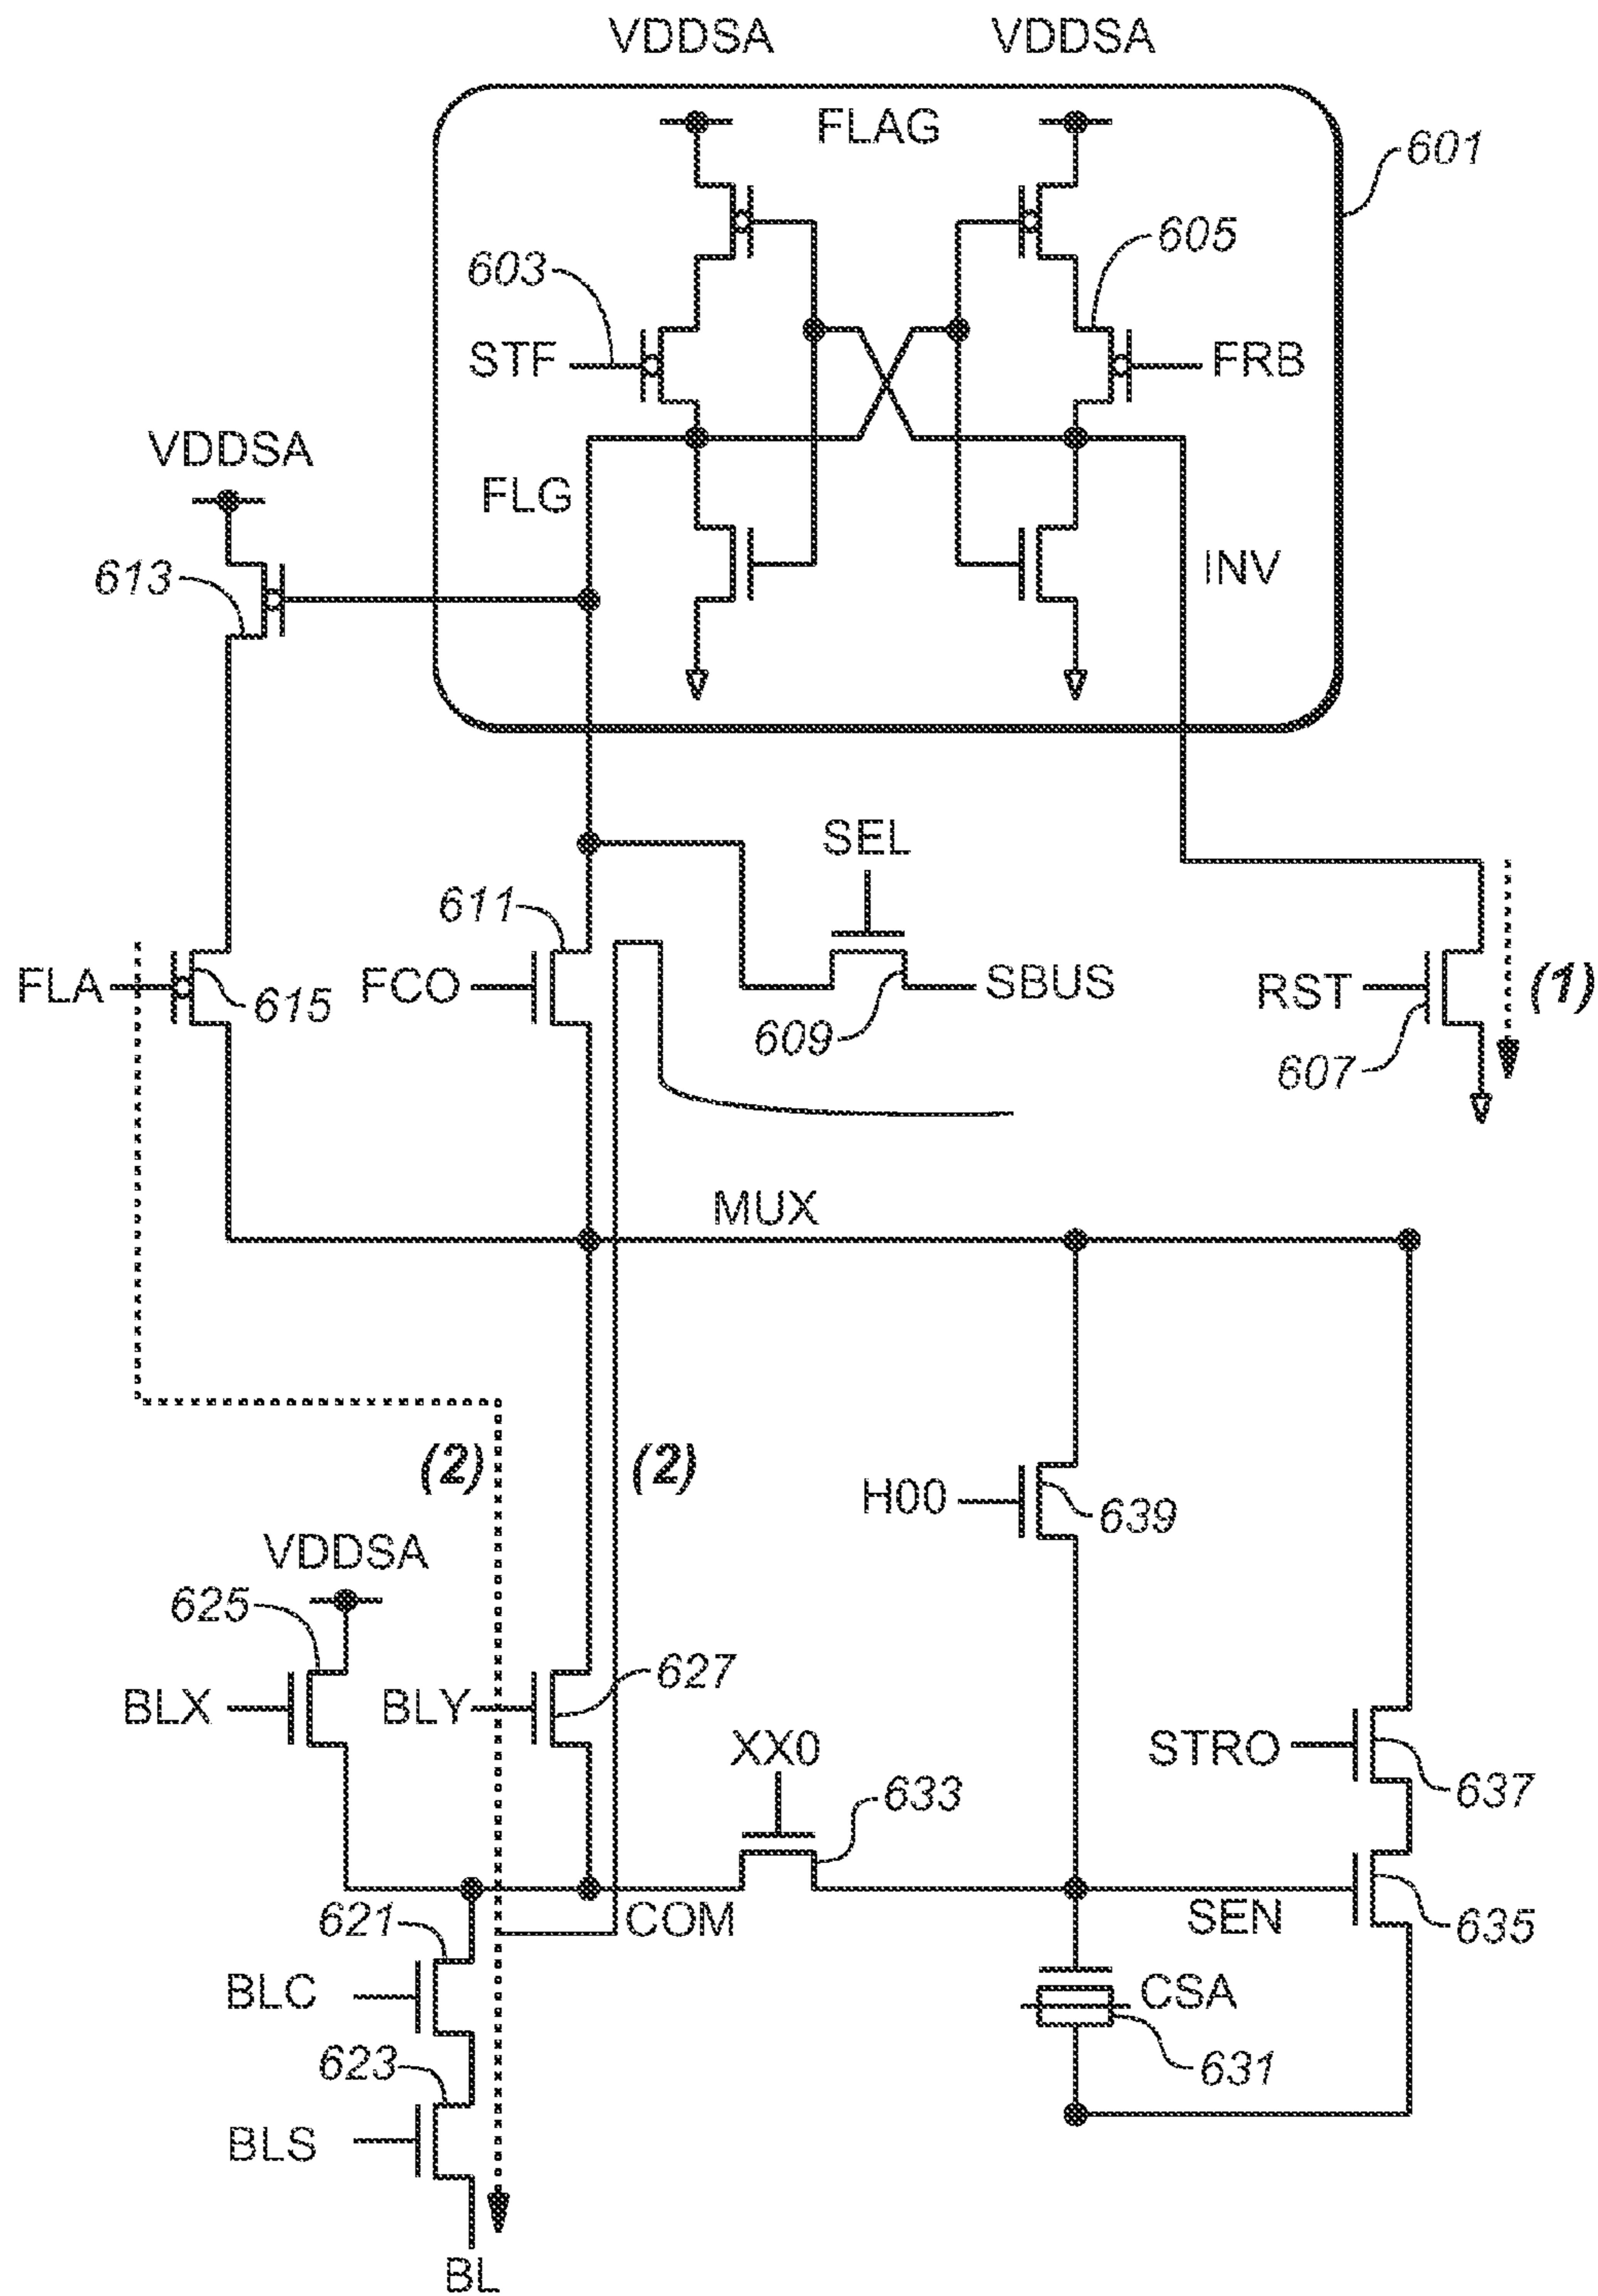 VDDSA VDDSA
FLAG
601
605
603
STF
FRB
VDDSA
FLG
INV
613
SEL
611
FLA
FCO
SBUS
RST
(1)
615
609
607
MUX
(2) (2)
H00
639
VDDSA
625
627
BLX
BLY
XX0
STRO
633
637
621
COM
SEN
635
BLC
CSA
623
631
BLS
BL